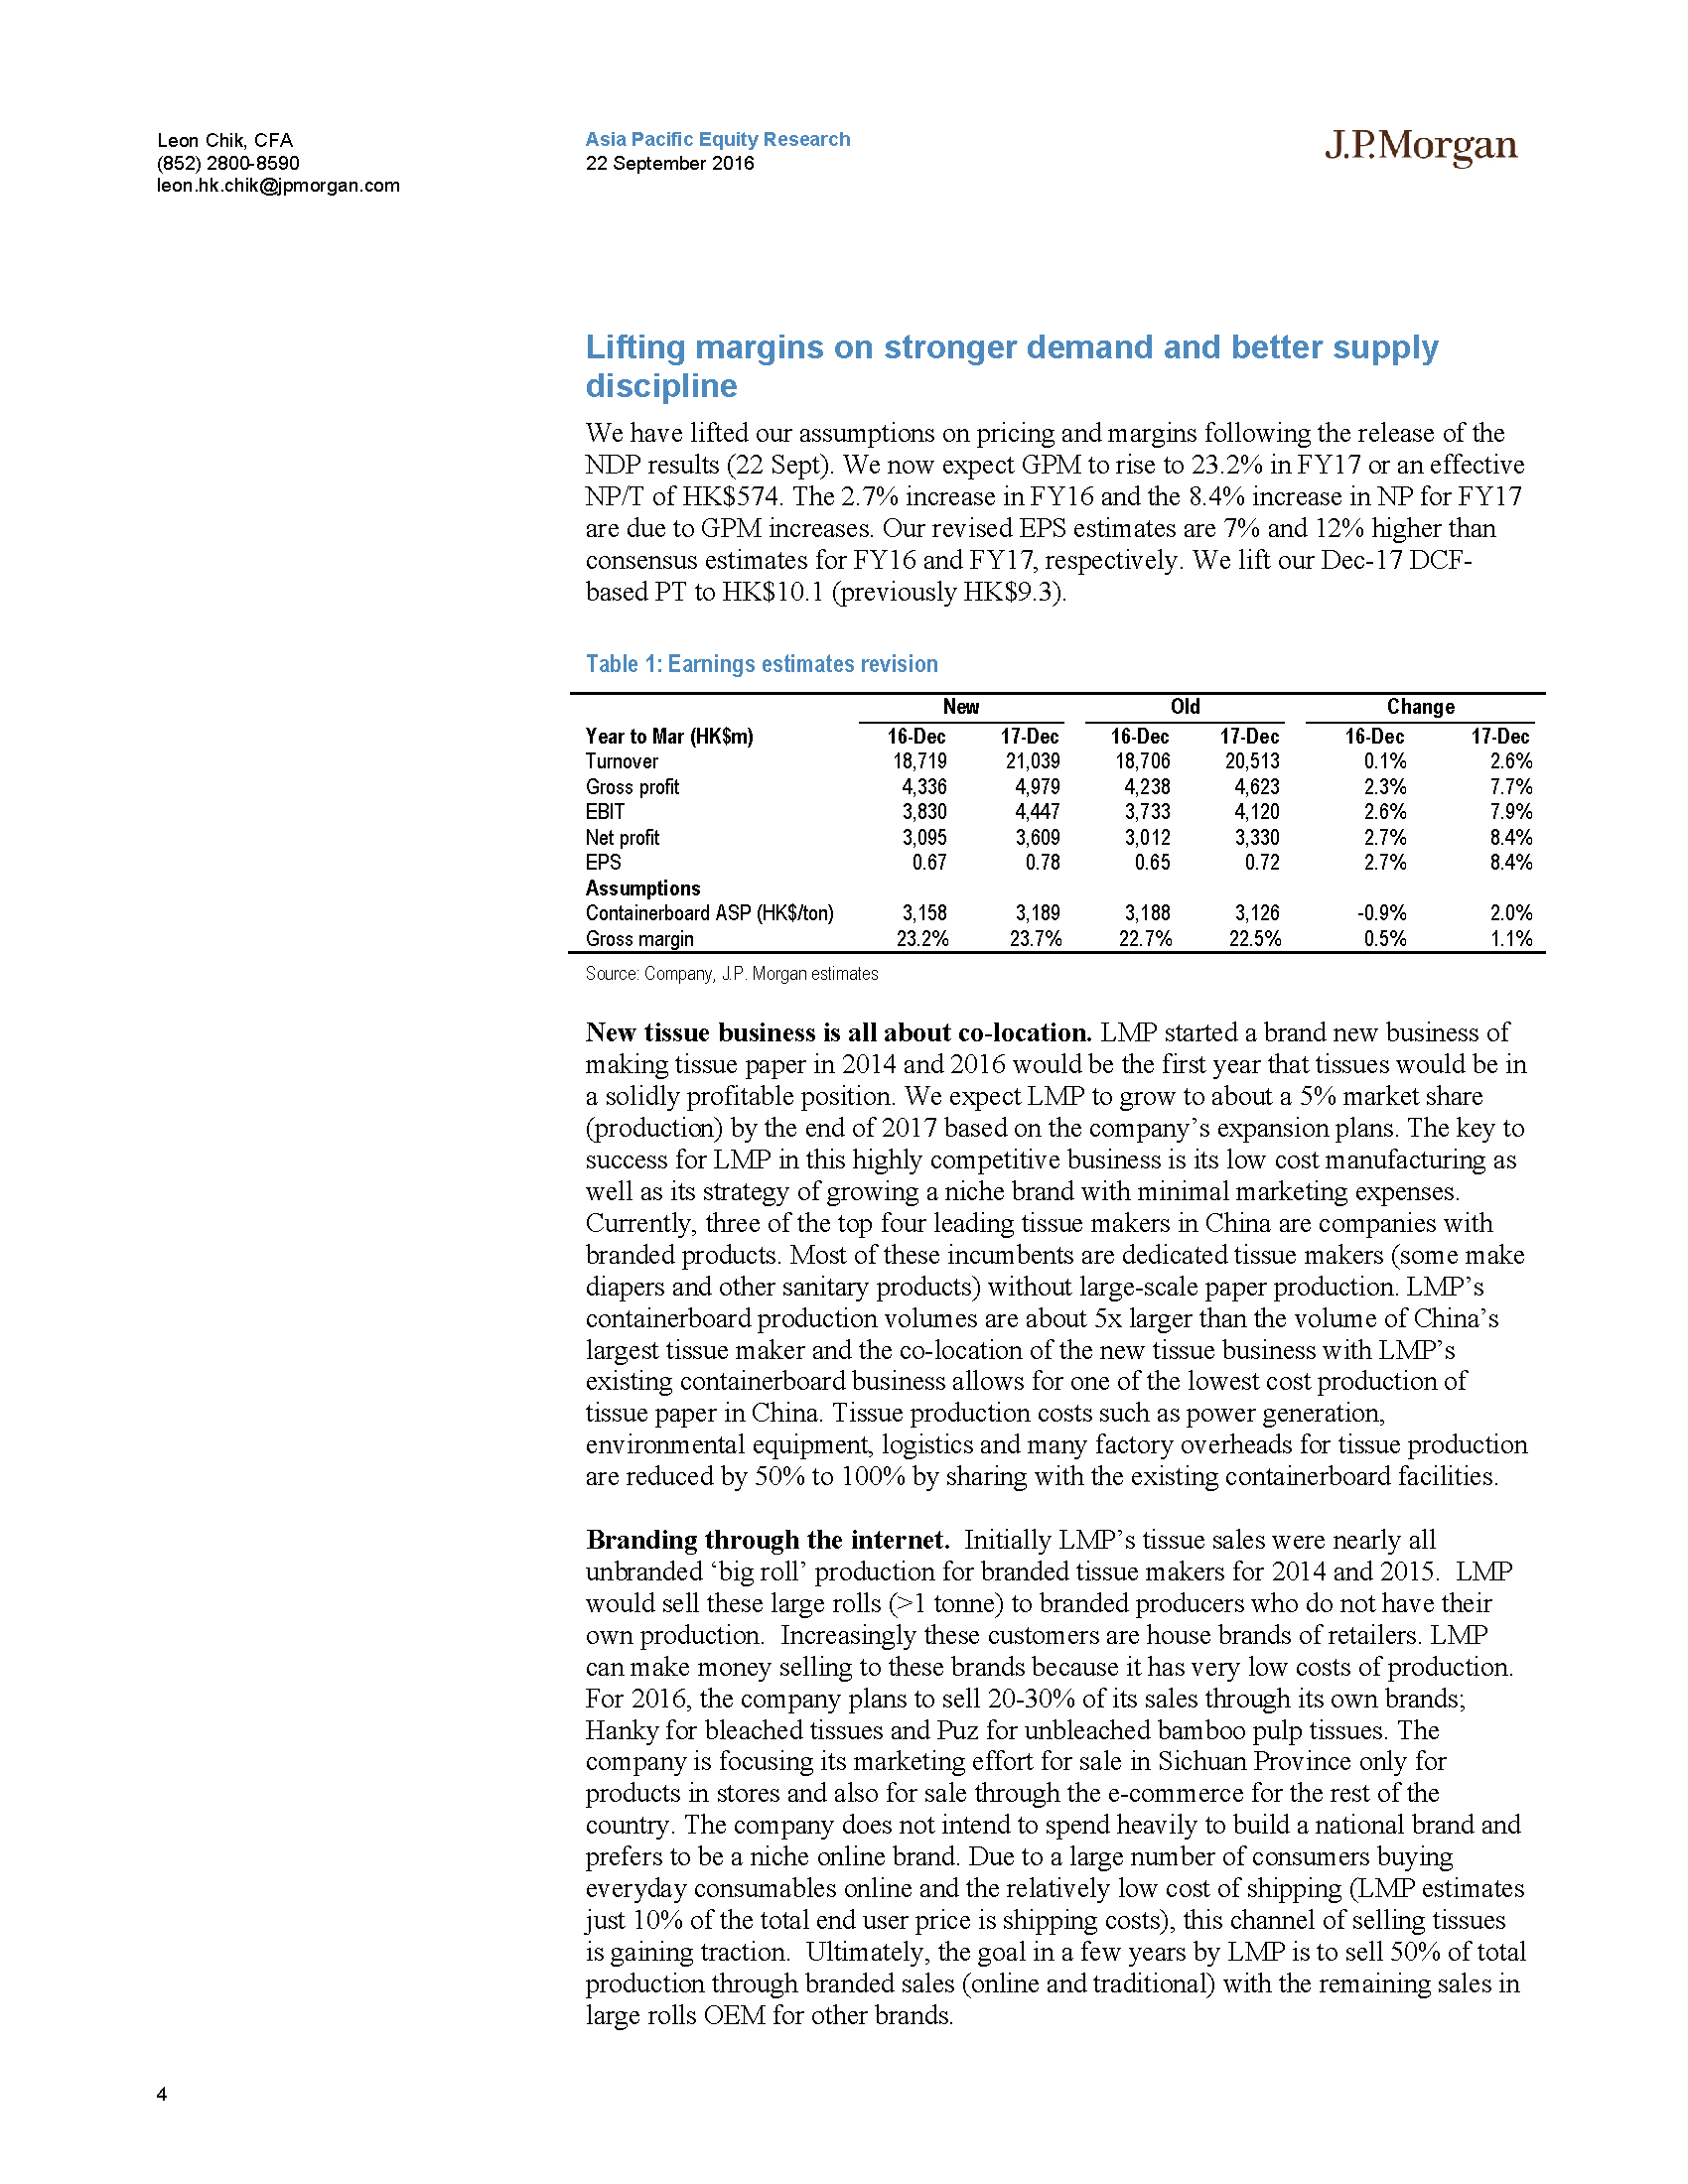 Leon Chik, CFA
(852) 2800-8590
leon.hk.chik@jpmorgan.com
Asia Pacific Equity Research
22 September 2016
J.P.Morgan
Lifting margins on stronger demand and better supply
discipline
We have lifted our assumptions on pricing and margins following the release of the
NDP results (22 Sept). We now expect GPM to rise to 23.2% in FY17 or an effective
NP/T of HK$574. The 2.7% increase in FY16 and the 8.4% increase in NP for FY17
are due to GPM increases. Our revised EPS estimates are 7% and 12% higher than
consensus estimates for FY16 and FY17, respectively. We lift our Dec-17 DCF-
based PT to HK$10.1 (previously HK$9.3).
Table 1: Earnings estimates revision
New Old Change
Year to Mar (HK$m) 16-Dec 17-Dec 16-Dec 17-Dec 16-Dec 17-Dec
Turnover 18,719 21,039 18,706 20,513 0.1% 2.6%
Gross profit 4,336 4,979 4,238 4,623 2.3% 7.7%
EBIT 3,830 4,447 3,733 4,120 2.6% 7.9%
Net profit 3,095 3,609 3,012 3,330 2.7% 8.4%
EPS 0.67 0.78 0.65 0.72 2.7% 8.4%
Assumptions
Containerboard ASP (HK$/ton) 3,158 3,189 3,188 3,126 -0.9% 2.0%
Gross margin 23.2% 23.7% 22.7% 22.5% 0.5% 1.1%
Source: Company, J.P. Morgan estimates
New tissue business is all about co-location. LMP started a brand new business of
making tissue paper in 2014 and 2016 would be the first year that tissues would be in
a solidly profitable position. We expect LMP to grow to about a 5% market share
(production) by the end of 2017 based on the company's expansion plans. The key to
success for LMP in this highly competitive business is its low cost manufacturing as
well as its strategy of growing a niche brand with minimal marketing expenses.
Currently, three of the top four leading tissue makers in China are companies with
branded products. Most of these incumbents are dedicated tissue makers (some make
diapers and other sanitary products) without large-scale paper production. LMP's
containerboard production volumes are about 5x larger than the volume of China's
largest tissue maker and the co-location of the new tissue business with LMP's
existing containerboard business allows for one of the lowest cost production of
tissue paper in China. Tissue production costs such as power generation,
environmental equipment, logistics and many factory overheads for tissue production
are reduced by 50% to 100% by sharing with the existing containerboard facilities.
Branding through the internet. Initially LMP's tissue sales were nearly all
unbranded ‘big roll’ production for branded tissue makers for 2014 and 2015. LMP
would sell these large rolls (>1 tonne) to branded producers who do not have their
own production. Increasingly these customers are house brands of retailers. LMP
can make money selling to these brands because it has very low costs of production.
For 2016, the company plans to sell 20-30% of its sales through its own brands;
Hanky for bleached tissues and Puz for unbleached bamboo pulp tissues. The
company is focusing its marketing effort for sale in Sichuan Province only for
products in stores and also for sale through the e-commerce for the rest of the
country. The company does not intend to spend heavily to build a national brand and
prefers to be a niche online brand. Due to a large number of consumers buying
everyday consumables online and the relatively low cost of shipping (LMP estimates
just 10% of the total end user price is shipping costs), this channel of selling tissues
is gaining traction. Ultimately, the goal in a few years by LMP is to sell 50% of total
production through branded sales (online and traditional) with the remaining sales in
large rolls OEM for other brands.
4